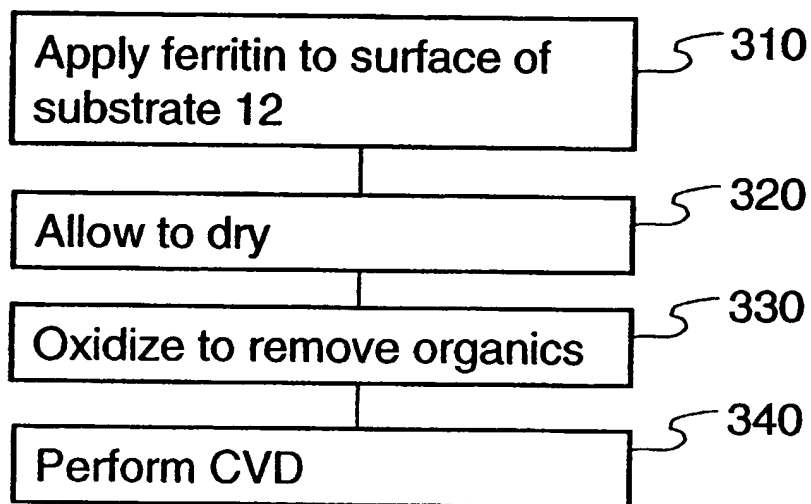 Apply ferritin to surface of
substrate 12
310
Allow to dry
320
Oxidize to remove organics
330
Perform CVD
340